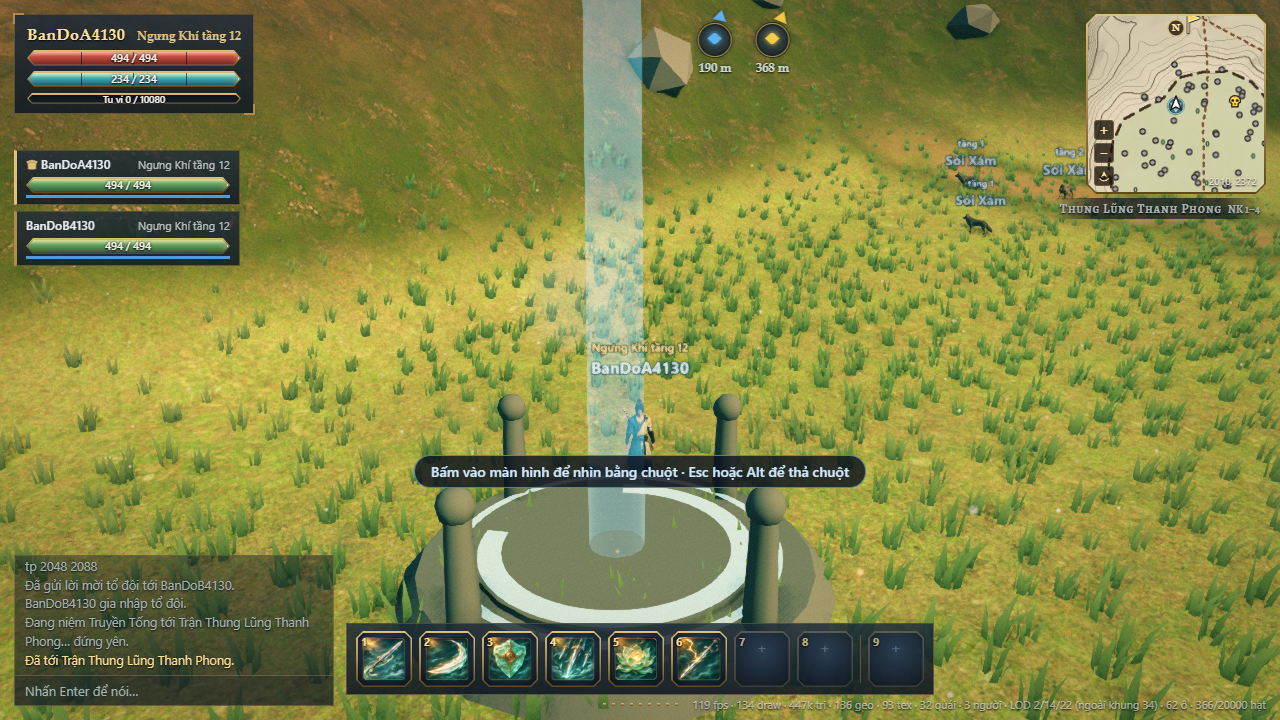 BanDoA4130 Ngưng Khí tầng 12
494 / 494
234 / 234
Tu vi 0 / 10080
BanDoA4130 Ngưng Khí tầng 12
494 / 494
BanDoB4130 Ngưng Khí tầng 12
494 / 494
190 m 368 m
N
+
−
2016, 2372
Thung Lũng Thanh Phong NK1–4
tầng 1
Sói Xám
tầng 2
Sói Xá
tầng 1
Sói Xám
Ngưng Khí tầng 12
BanDoA4130
Bấm vào màn hình để nhìn bằng chuột · Esc hoặc Alt để thả chuột
tp 2048 2088
Đã gửi lời mời tổ đội tới BanDoB4130.
BanDoB4130 gia nhập tổ đội.
Đang niệm Truyền Tống tới Trận Thung Lũng Thanh
Phong... đứng yên.
Đã tới Trận Thung Lũng Thanh Phong.
Nhấn Enter để nói...
1 2 3 4 5 6 7 8 9
+ + +
119 fps · 134 draw · 447k tri · 136 geo · 93 tex · 32 quái · 3 người · LOD 2/14/22 (ngoài khung 34) · 62 ô · 366/20000 hạt